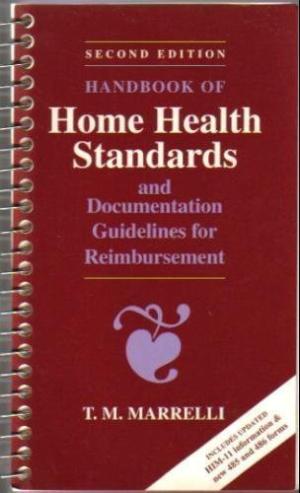 SECOND EDITION
HANDBOOK OF
Home Health
Standards
and
Documentation
Guidelines for
Reimbursement
T. M. MARRELLI
INCLUDES UPDATED
HIM-11 information &
new 485 and 486 forms